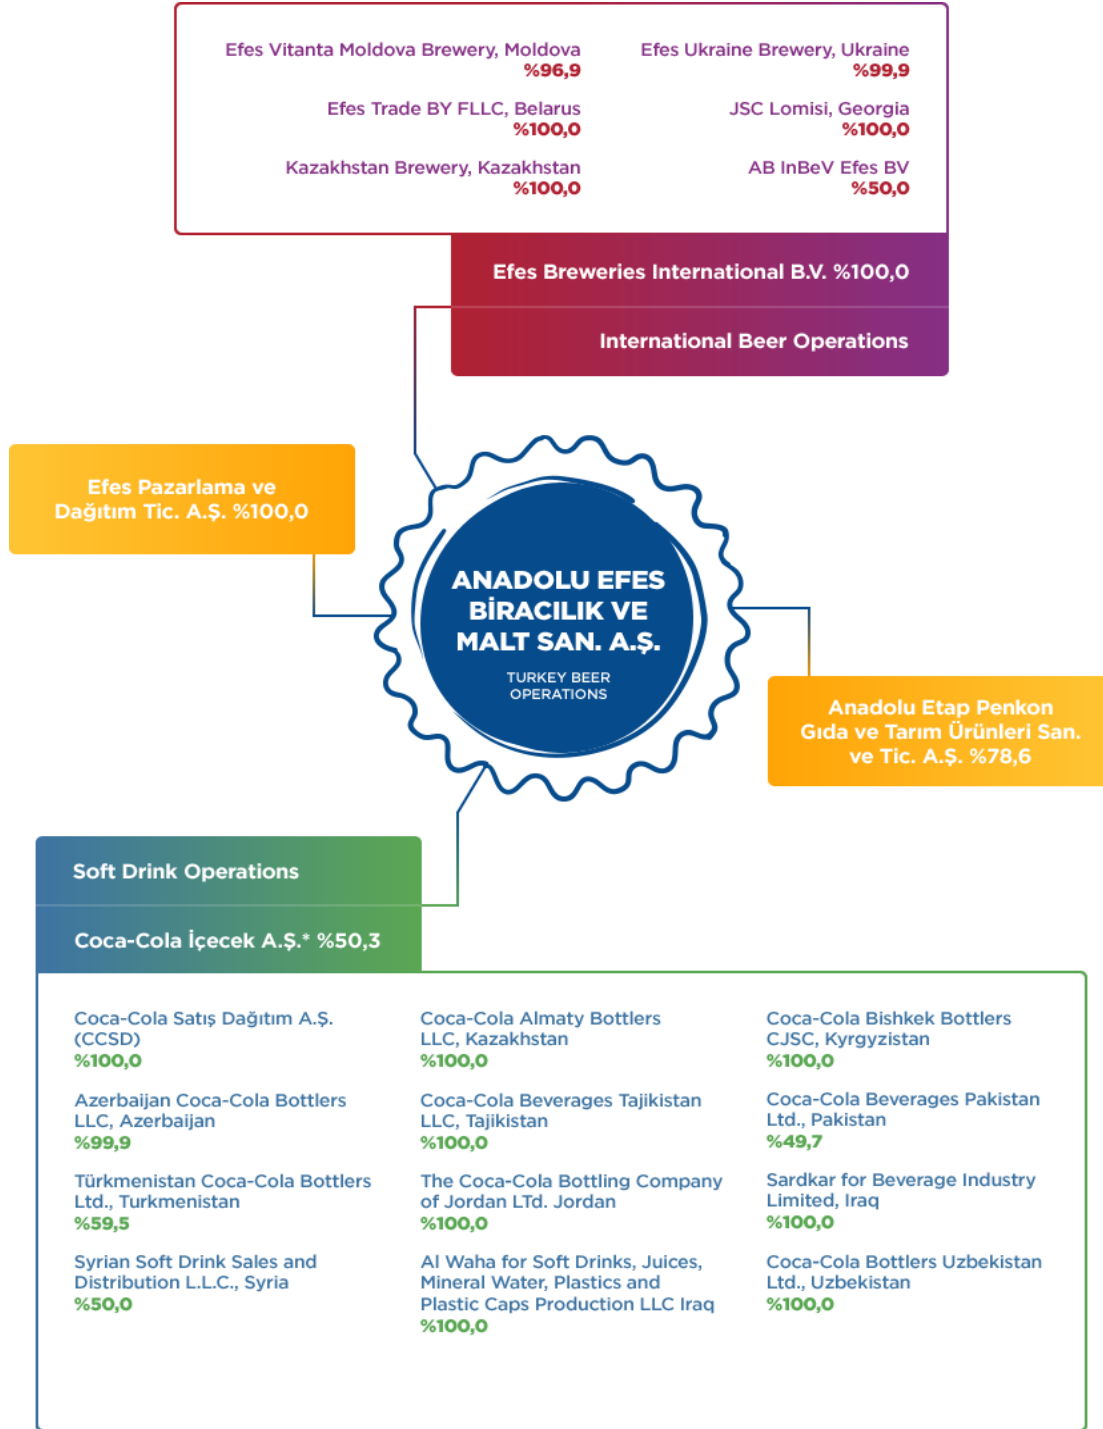 Efes Vitanta Moldova Brewery, Moldova
%96,9
Efes Ukraine Brewery, Ukraine
%99,9
Efes Trade BY FLLC, Belarus
%100,0
JSC Lomisi, Georgia
%100,0
Kazakhstan Brewery, Kazakhstan
%100,0
AB InBeV Efes BV
%50,0
Efes Breweries International B.V. %100,0
International Beer Operations
Efes Pazarlama ve
Dağıtım Tic. A.Ş. %100,0
ANADOLU EFES
BİRACILIK VE
MALT SAN. A.Ş.
TURKEY BEER
OPERATIONS
Anadolu Etap Penkon
Gıda ve Tarım Ürünleri San.
ve Tic. A.Ş. %78,6
Soft Drink Operations
Coca-Cola İçecek A.Ş.* %50,3
Coca-Cola Satış Dağıtım A.Ş.
(CCSD)
%100,0
Coca-Cola Almaty Bottlers
LLC, Kazakhstan
%100,0
Coca-Cola Bishkek Bottlers
CJSC, Kyrgyzistan
%100,0
Azerbaijan Coca-Cola Bottlers
LLC, Azerbaijan
%99,9
Coca-Cola Beverages Tajikistan
LLC, Tajikistan
%100,0
Coca-Cola Beverages Pakistan
Ltd., Pakistan
%49,7
Türkmenistan Coca-Cola Bottlers
Ltd., Turkmenistan
%59,5
The Coca-Cola Bottling Company
of Jordan LTd. Jordan
%100,0
Sardkar for Beverage Industry
Limited, Iraq
%100,0
Syrian Soft Drink Sales and
Distribution L.L.C., Syria
%50,0
Al Waha for Soft Drinks, Juices,
Mineral Water, Plastics and
Plastic Caps Production LLC Iraq
%100,0
Coca-Cola Bottlers Uzbekistan
Ltd., Uzbekistan
%100,0